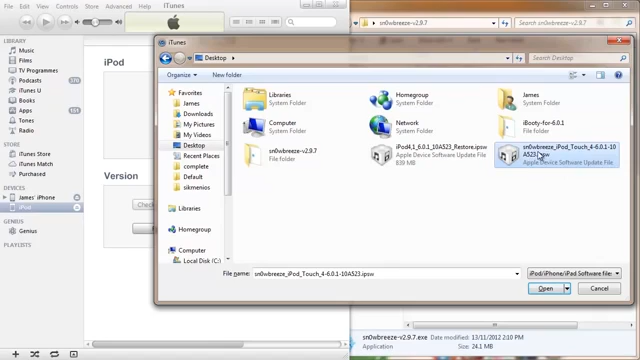 View Controls Store Advanced Help
sn0wbreeze-v2.9.7
Search sn0wbreeze-v2.9.7
LIBRARY
Music
Films
TV Programmes
Podcasts 170
iTunes U
Books
Apps 154
Tones
Radio
STORE
iTunes Store
iTunes Match
Purchased
DEVICES
James' iPhone
iPod
GENIUS
Genius
PLAYLISTS
iPod
Version
Check
iTunes
Desktop
Search Desktop
Organize
New folder
Favorites
James
Downloads
My Pictures
My Videos
Desktop
Recent Places
complete
Default
sikmenios
Libraries
Homegroup
Computer
Local Disk (C:)
Libraries
System Folder
Homegroup
System Folder
James
System Folder
Computer
System Folder
Network
System Folder
iBooty-for-6.0.1
File folder
sn0wbreeze-v2.9.7
File folder
iPod4,1_6.0.1_10A523_Restore.ipsw
Apple Device Software Update File
839 MB
sn0wbreeze_iPod_Touch_4-6.0.1-10
A523.ipsw
Apple Device Software Update File
File name:
sn0wbreeze_iPod_Touch_4-6.0.1-10A523.ipsw
iPod/iPhone/iPad Software files
Open
Cancel
sn0wbreeze-v2.9.7.exe
Date modified: 13/11/2012 2:10 PM
Application
Size: 24.1 MB